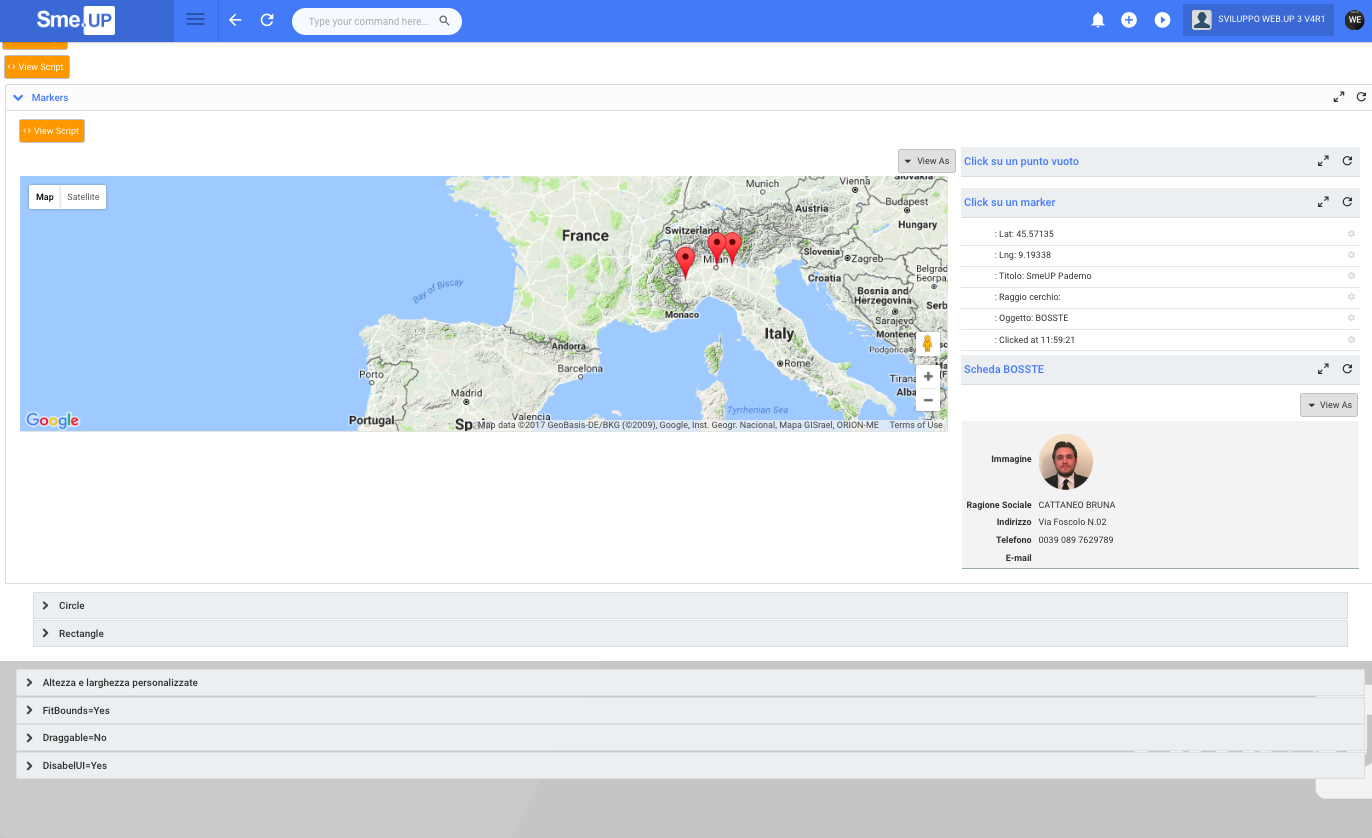 Sme.UP
Type your command here...
SVILUPPO WEB.UP 3 V4R1
WE
<> View Script
Markers
<> View Script
View As
Click su un punto vuoto
Click su un marker
: Lat: 45.57135
: Lng: 9.19338
: Titolo: SmeUP Paderno
: Raggio cerchio:
: Oggetto: BOSSTE
: Clicked at 11:59:21
Scheda BOSSTE
View As
Immagine
Ragione Sociale CATTANEO BRUNA
Indirizzo Via Foscolo N.02
Telefono 0039 089 7629789
E-mail
Map Satellite
Munich
Vienna
Slovakia
Austria
Budapest
Hungary
Switzerland
France
Milan
Slovenia
Zagreb
Croatia
Belgrad
Београ
Bosnia and
Herzegovina
Serb
Bay of Biscay
Monaco
Sarajevo
Italy
Montene
Podgorica
Andorra
Barcelona
Rome
Porto
Madrid
Tirana
Alba
Tyrrhenian Sea
Valencia
Portugal
Sp
Google
Map data ©2017 GeoBasis-DE/BKG (©2009), Google, Inst. Geogr. Nacional, Mapa GISrael, ORION-ME Terms of Use
Circle
Rectangle
Altezza e larghezza personalizzate
FitBounds=Yes
Draggable=No
DisabelUI=Yes